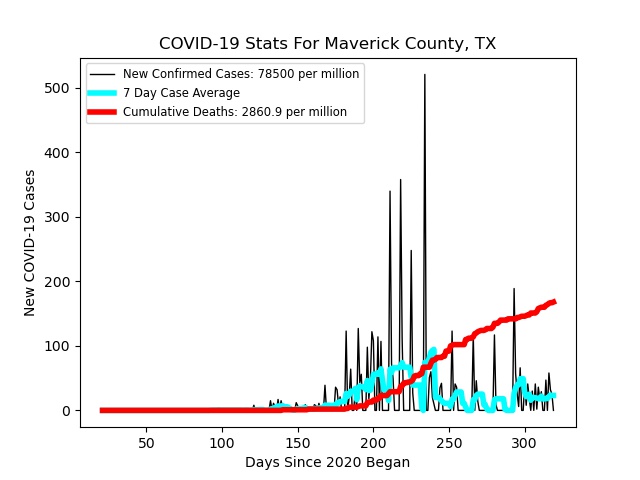 COVID-19 Stats For Maverick County, TX
New Confirmed Cases: 78500 per million
7 Day Case Average
Cumulative Deaths: 2860.9 per million
New COVID-19 Cases
500
400
300
200
100
0
50 100 150 200 250 300
Days Since 2020 Began